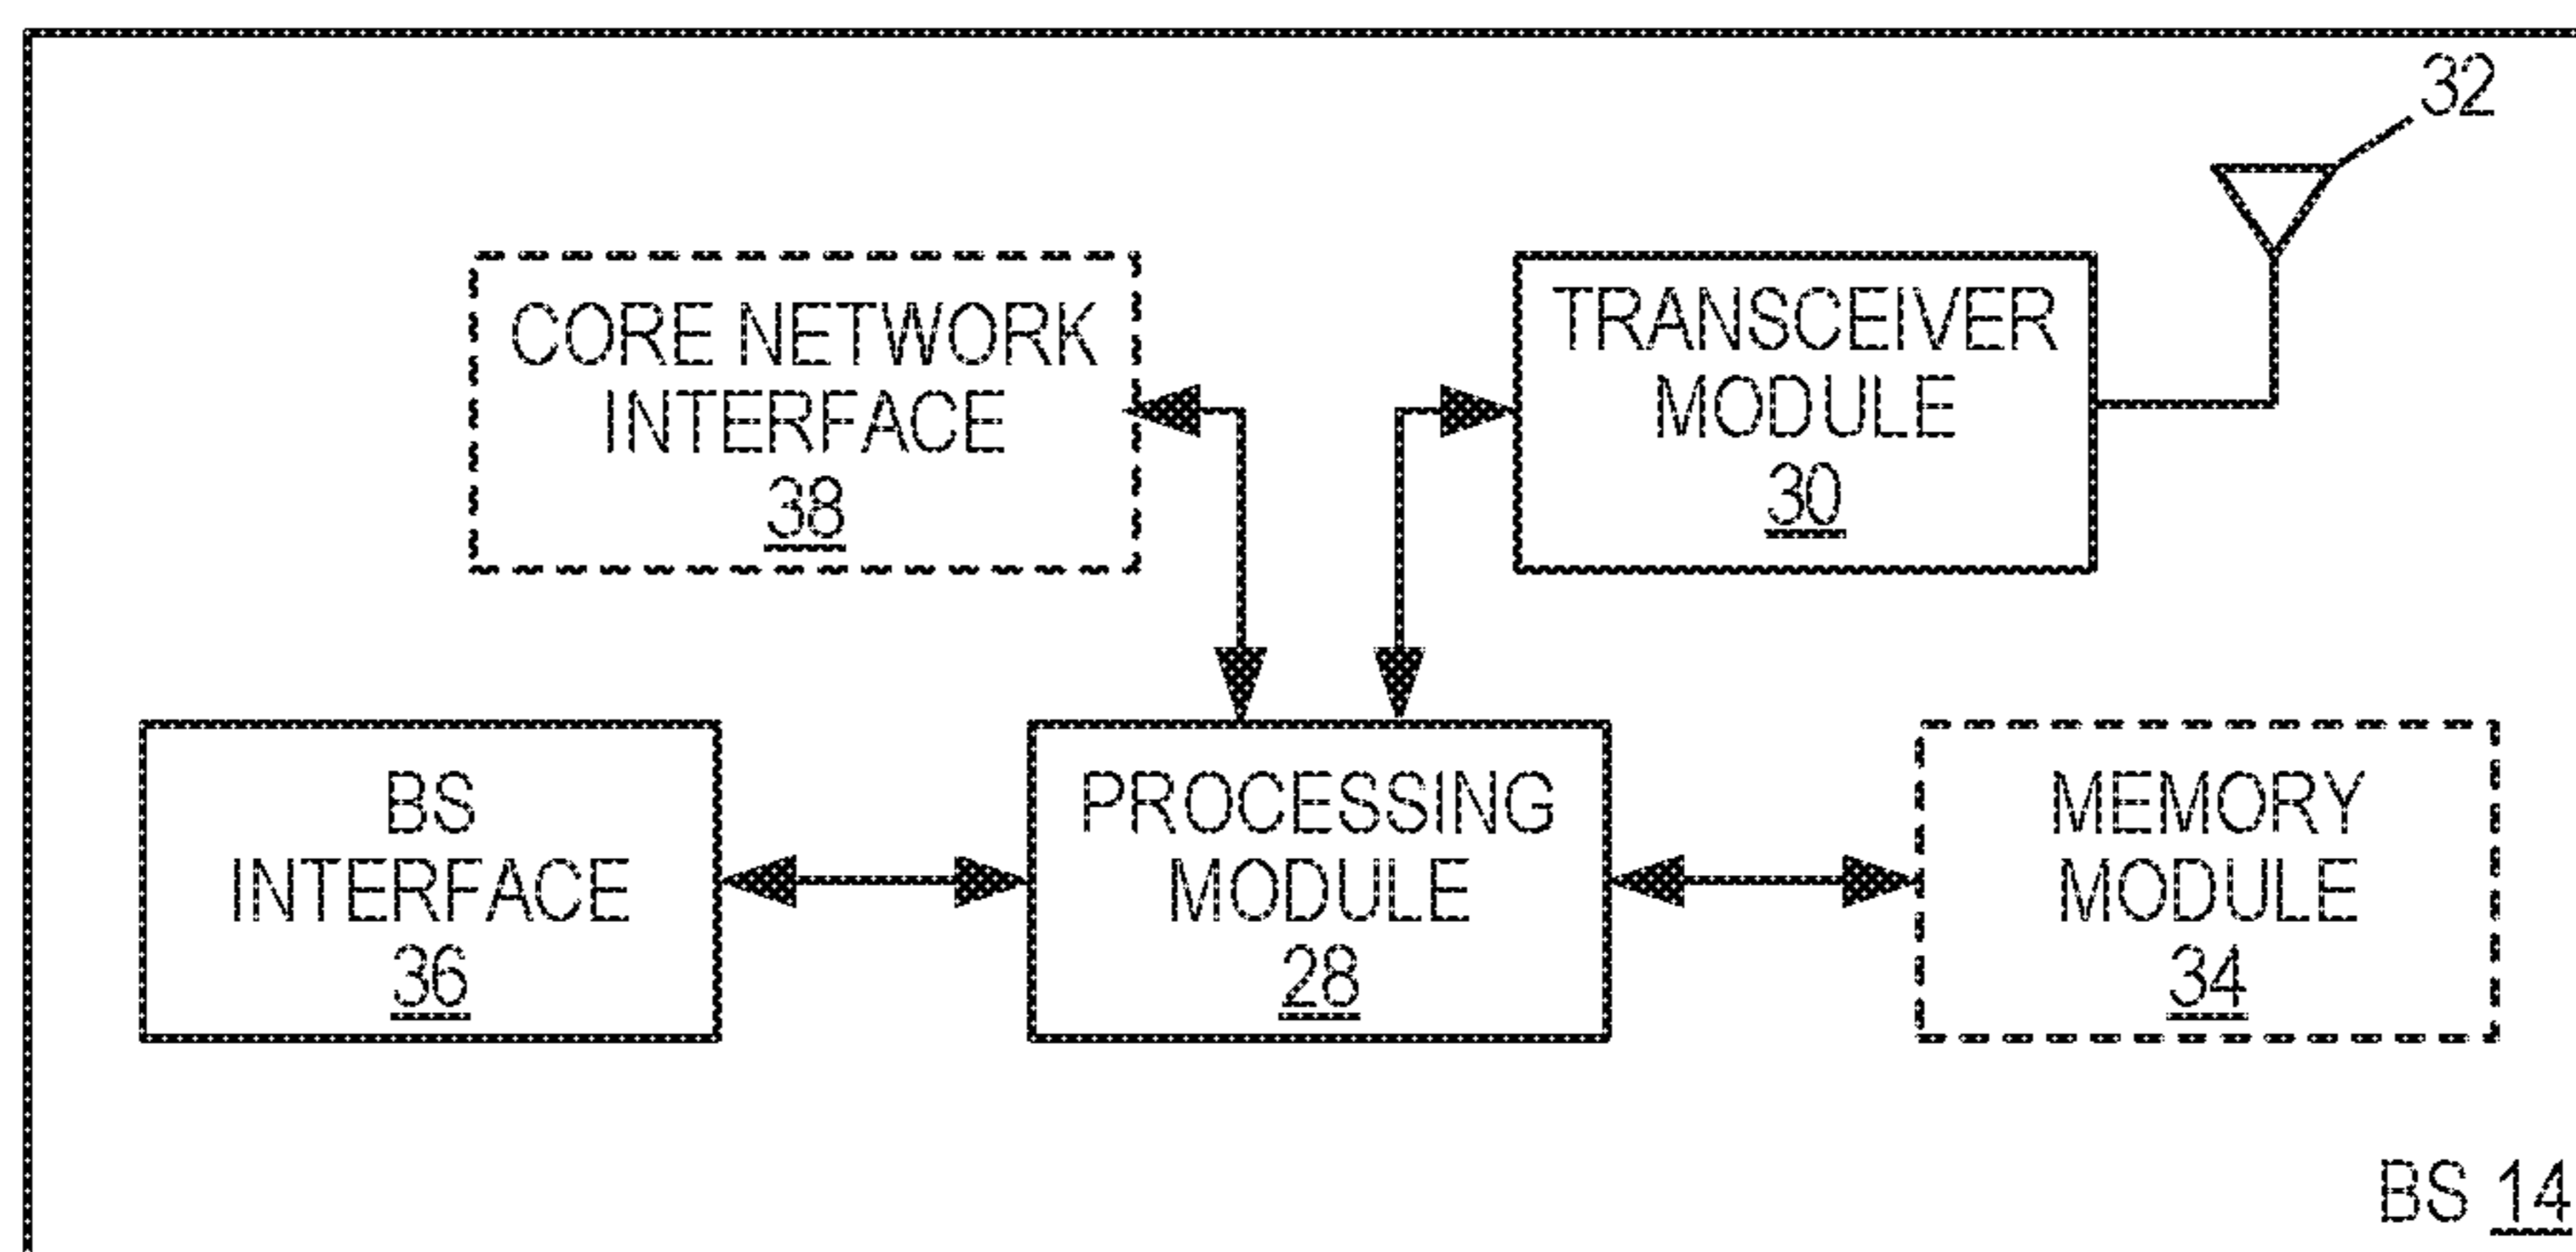 32
CORE NETWORK
INTERFACE
38
TRANSCEIVER
MODULE
30
BS
INTERFACE
36
PROCESSING
MODULE
28
MEMORY
MODULE
34
BS 14